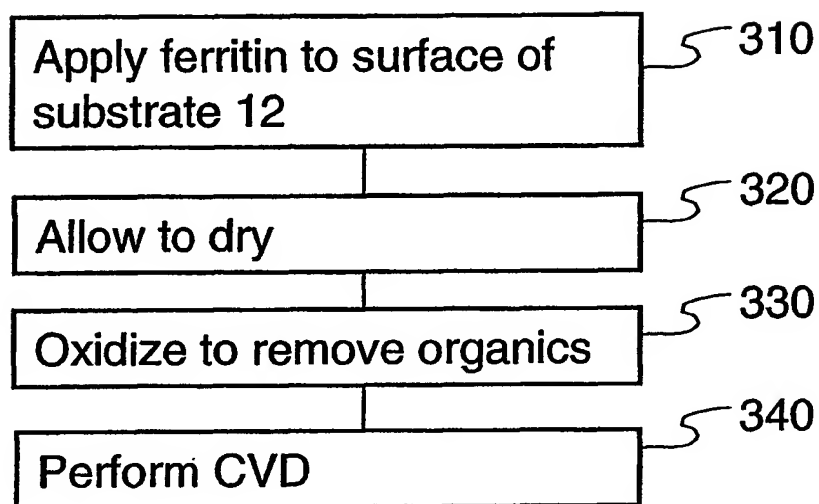 Apply ferritin to surface of
substrate 12
310
Allow to dry
320
Oxidize to remove organics
330
Perform CVD
340